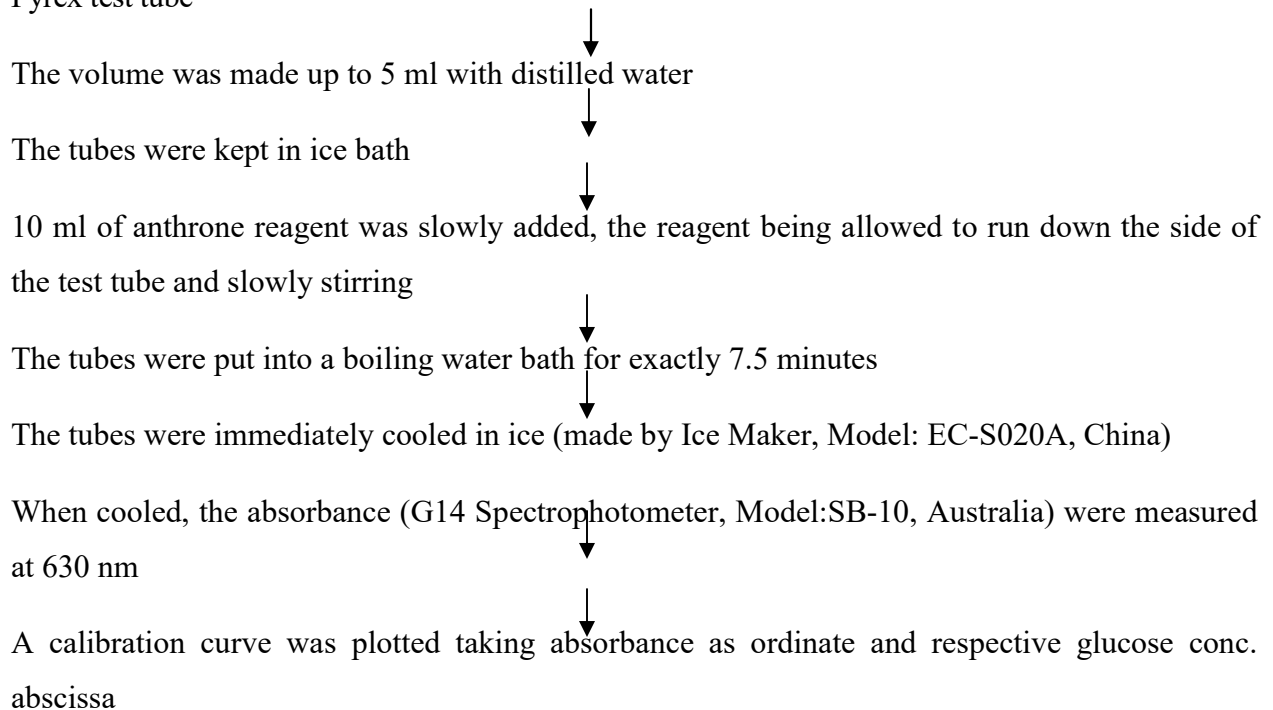 Pyrex test tube
The volume was made up to 5 ml with distilled water
The tubes were kept in ice bath
10 ml of anthrone reagent was slowly added, the reagent being allowed to run down the side of
the test tube and slowly stirring
The tubes were put into a boiling water bath for exactly 7.5 minutes
The tubes were immediately cooled in ice (made by Ice Maker, Model: EC-S020A, China)
When cooled, the absorbance (G14 Spectrophotometer, Model:SB-10, Australia) were measured
at 630 nm
A calibration curve was plotted taking absorbance as ordinate and respective glucose conc.
abscissa